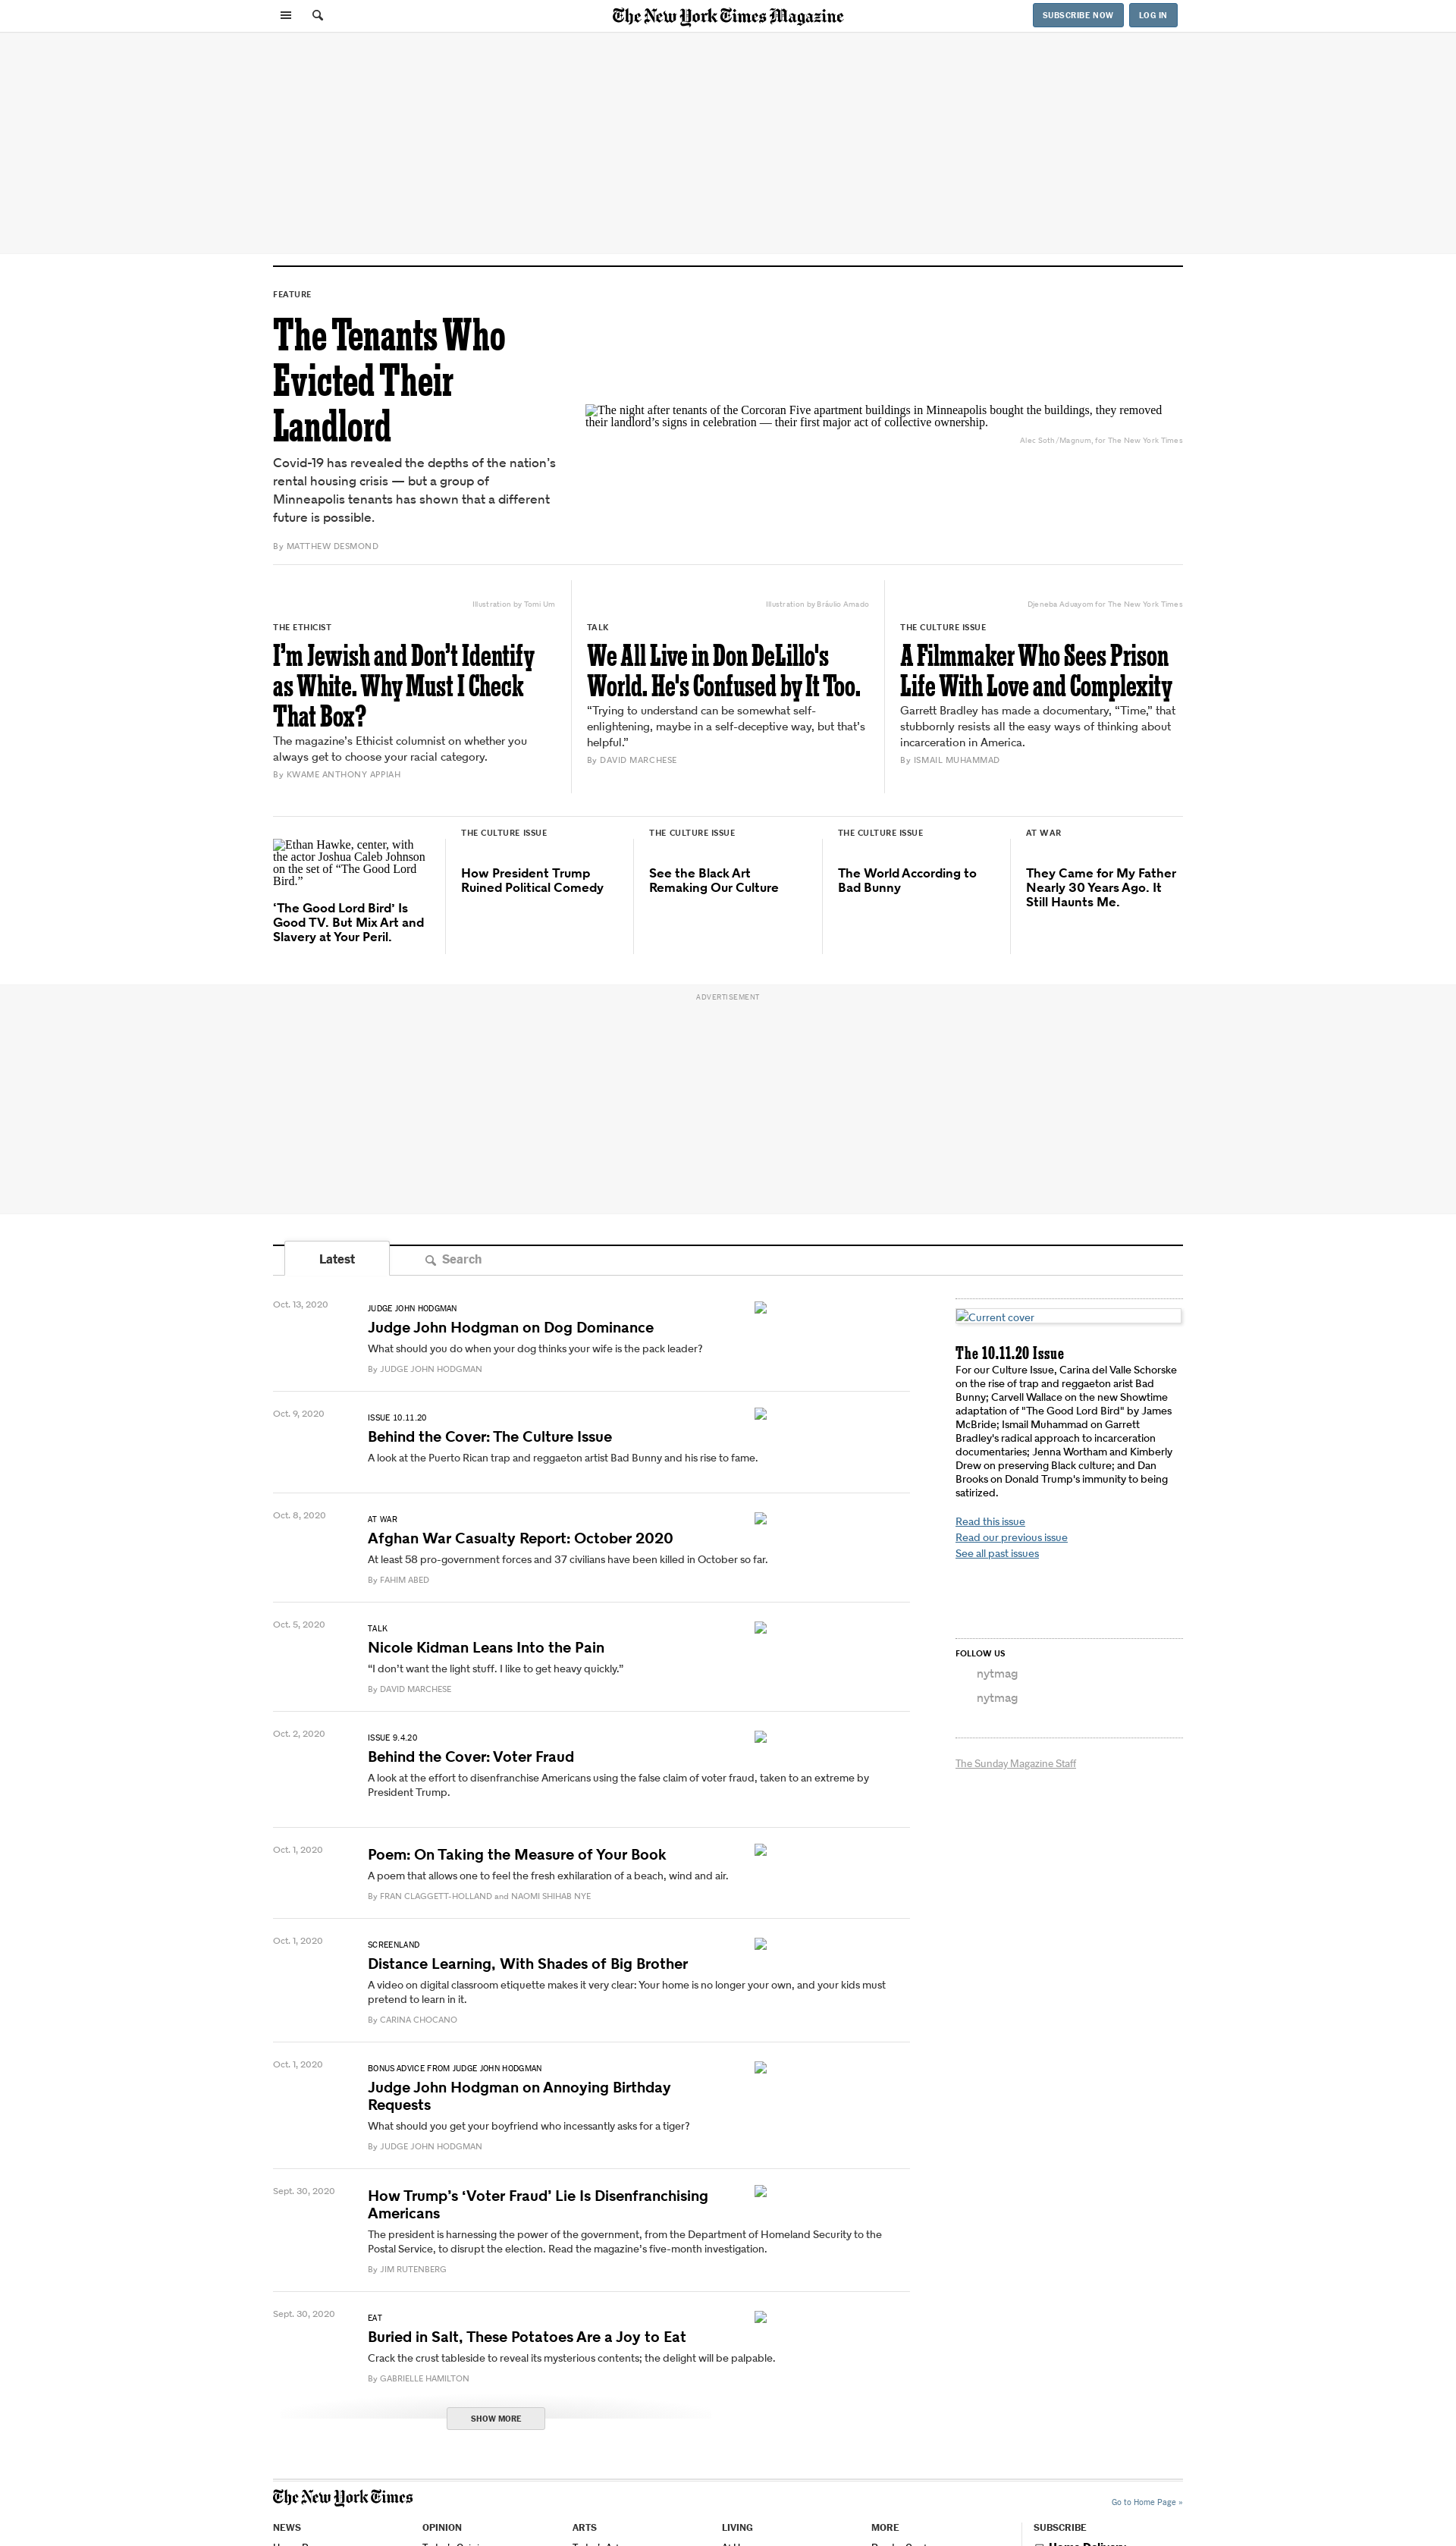 The New York Times Magazine
SUBSCRIBE NOW
LOG IN
FEATURE
The Tenants Who
Evicted Their
Landlord
Covid-19 has revealed the depths of the nation’s
rental housing crisis — but a group of
Minneapolis tenants has shown that a different
future is possible.
By MATTHEW DESMOND
The night after tenants of the Corcoran Five apartment buildings in Minneapolis bought the buildings, they removed
their landlord’s signs in celebration — their first major act of collective ownership.
Alec Soth/Magnum, for The New York Times
Illustration by Tomi Um
THE ETHICIST
I’m Jewish and Don’t Identify
as White. Why Must I Check
That Box?
The magazine’s Ethicist columnist on whether you
always get to choose your racial category.
By KWAME ANTHONY APPIAH
Illustration by Bráulio Amado
TALK
We All Live in Don DeLillo's
World. He's Confused by It Too.
“Trying to understand can be somewhat self-
enlightening, maybe in a self-deceptive way, but that’s
helpful.”
By DAVID MARCHESE
Djeneba Aduayom for The New York Times
THE CULTURE ISSUE
A Filmmaker Who Sees Prison
Life With Love and Complexity
Garrett Bradley has made a documentary, “Time,” that
stubbornly resists all the easy ways of thinking about
incarceration in America.
By ISMAIL MUHAMMAD
Ethan Hawke, center, with
the actor Joshua Caleb Johnson
on the set of “The Good Lord
Bird.”
‘The Good Lord Bird’ Is
Good TV. But Mix Art and
Slavery at Your Peril.
THE CULTURE ISSUE
How President Trump
Ruined Political Comedy
THE CULTURE ISSUE
See the Black Art
Remaking Our Culture
THE CULTURE ISSUE
The World According to
Bad Bunny
AT WAR
They Came for My Father
Nearly 30 Years Ago. It
Still Haunts Me.
ADVERTISEMENT
Latest
Search
Oct. 13, 2020
JUDGE JOHN HODGMAN
Judge John Hodgman on Dog Dominance
What should you do when your dog thinks your wife is the pack leader?
By JUDGE JOHN HODGMAN
Oct. 9, 2020
ISSUE 10.11.20
Behind the Cover: The Culture Issue
A look at the Puerto Rican trap and reggaeton artist Bad Bunny and his rise to fame.
Oct. 8, 2020
AT WAR
Afghan War Casualty Report: October 2020
At least 58 pro-government forces and 37 civilians have been killed in October so far.
By FAHIM ABED
Oct. 5, 2020
TALK
Nicole Kidman Leans Into the Pain
“I don’t want the light stuff. I like to get heavy quickly.”
By DAVID MARCHESE
Oct. 2, 2020
ISSUE 9.4.20
Behind the Cover: Voter Fraud
A look at the effort to disenfranchise Americans using the false claim of voter fraud, taken to an extreme by
President Trump.
Oct. 1, 2020
Poem: On Taking the Measure of Your Book
A poem that allows one to feel the fresh exhilaration of a beach, wind and air.
By FRAN CLAGGETT-HOLLAND and NAOMI SHIHAB NYE
Oct. 1, 2020
SCREENLAND
Distance Learning, With Shades of Big Brother
A video on digital classroom etiquette makes it very clear: Your home is no longer your own, and your kids must
pretend to learn in it.
By CARINA CHOCANO
Oct. 1, 2020
BONUS ADVICE FROM JUDGE JOHN HODGMAN
Judge John Hodgman on Annoying Birthday
Requests
What should you get your boyfriend who incessantly asks for a tiger?
By JUDGE JOHN HODGMAN
Sept. 30, 2020
How Trump’s ‘Voter Fraud’ Lie Is Disenfranchising
Americans
The president is harnessing the power of the government, from the Department of Homeland Security to the
Postal Service, to disrupt the election. Read the magazine’s five-month investigation.
By JIM RUTENBERG
Sept. 30, 2020
EAT
Buried in Salt, These Potatoes Are a Joy to Eat
Crack the crust tableside to reveal its mysterious contents; the delight will be palpable.
By GABRIELLE HAMILTON
SHOW MORE
Current cover
The 10.11.20 Issue
For our Culture Issue, Carina del Valle Schorske
on the rise of trap and reggaeton arist Bad
Bunny; Carvell Wallace on the new Showtime
adaptation of "The Good Lord Bird" by James
McBride; Ismail Muhammad on Garrett
Bradley's radical approach to incarceration
documentaries; Jenna Wortham and Kimberly
Drew on preserving Black culture; and Dan
Brooks on Donald Trump's immunity to being
satirized.
Read this issue
Read our previous issue
See all past issues
FOLLOW US
nytmag
nytmag
The Sunday Magazine Staff
The New York Times
Go to Home Page »
NEWS
OPINION
ARTS
LIVING
MORE
SUBSCRIBE